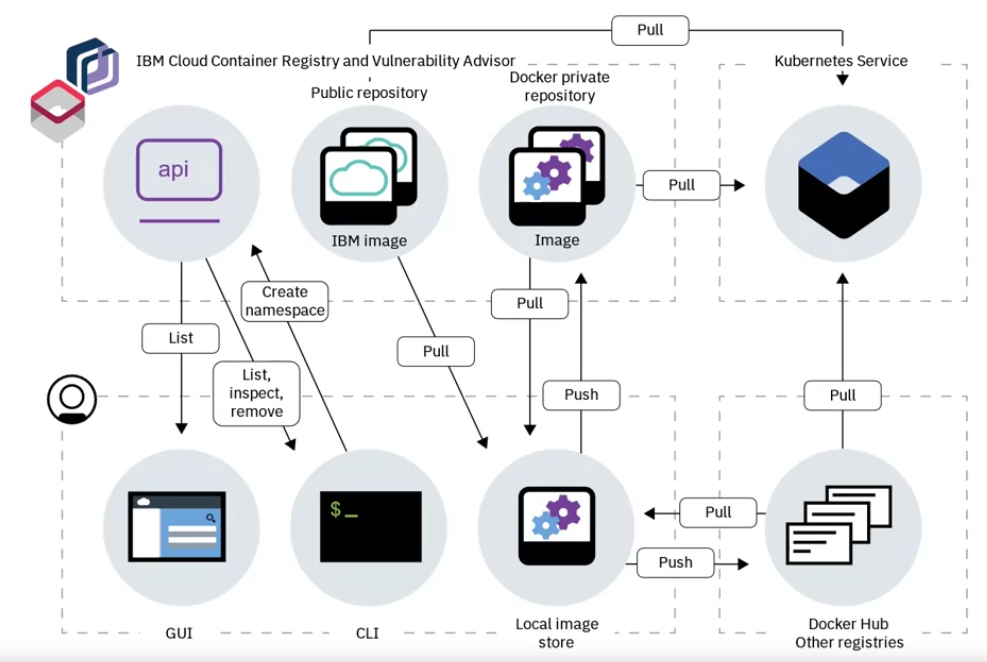 Pull
IBM Cloud Container Registry and Vulnerability Advisor
Kubernetes Service
Public repository
Docker private
repository
api
Pull
IBM image
Image
Create
namespace
Pull
List
Pull
List,
inspect,
remove
Push
Pull
$_
Pull
Push
GUI
CLI
Local image
store
Docker Hub
Other registries